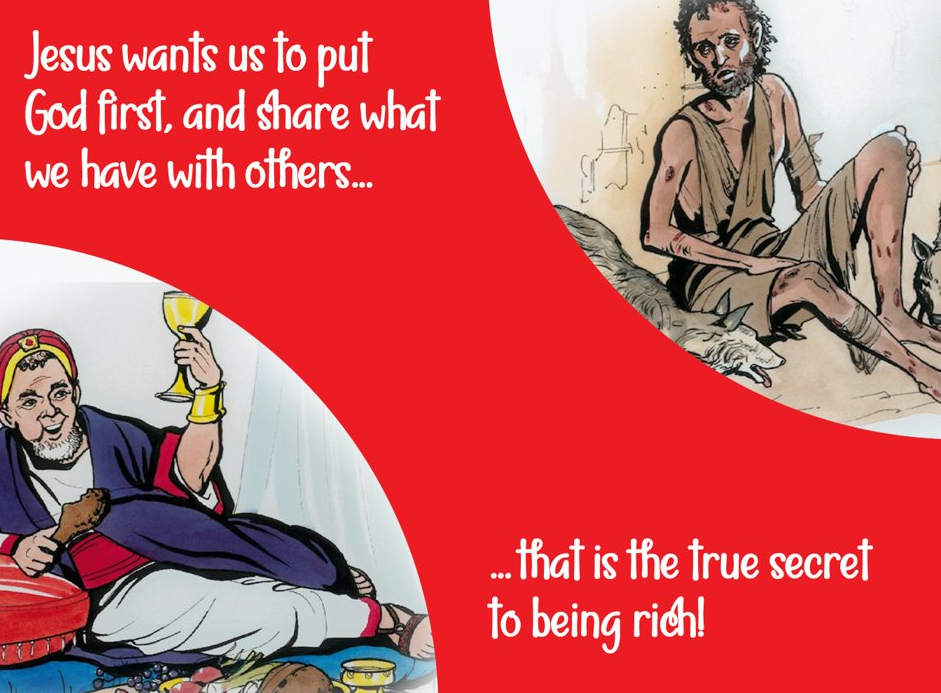 Jesus wants us to put
God first, and share what
we have with others...
...that is the true secret
to being rich!